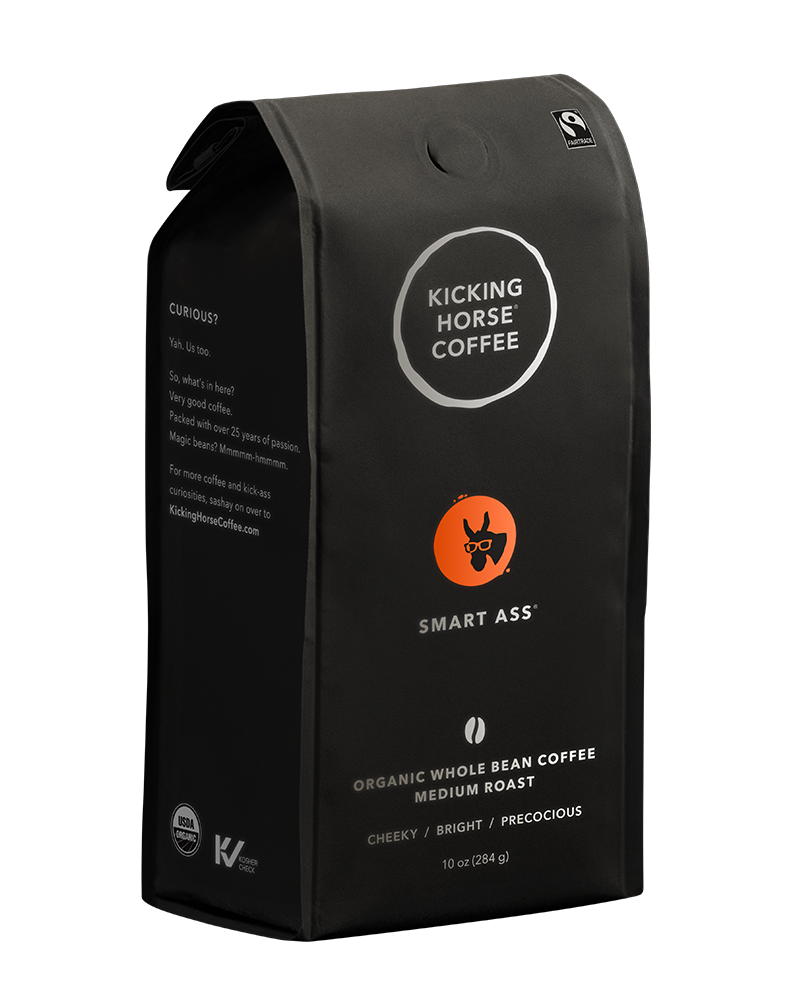 FAIRTRADE
KICKING
HORSE®
COFFEE
SMART ASS®
ORGANIC WHOLE BEAN COFFEE
MEDIUM ROAST
CHEEKY / BRIGHT / PRECOCIOUS
10 oz (284 g)
CURIOUS?
Yah. Us too.
So, what's in here?
Very good coffee.
Packed with over 25 years of passion.
Magic beans? Mmmmm-hmmmm.
For more coffee and kick-ass
curiosities, sashay on over to
KickingHorseCoffee.com
USDA
ORGANIC
KV
KOSHER
CHECK